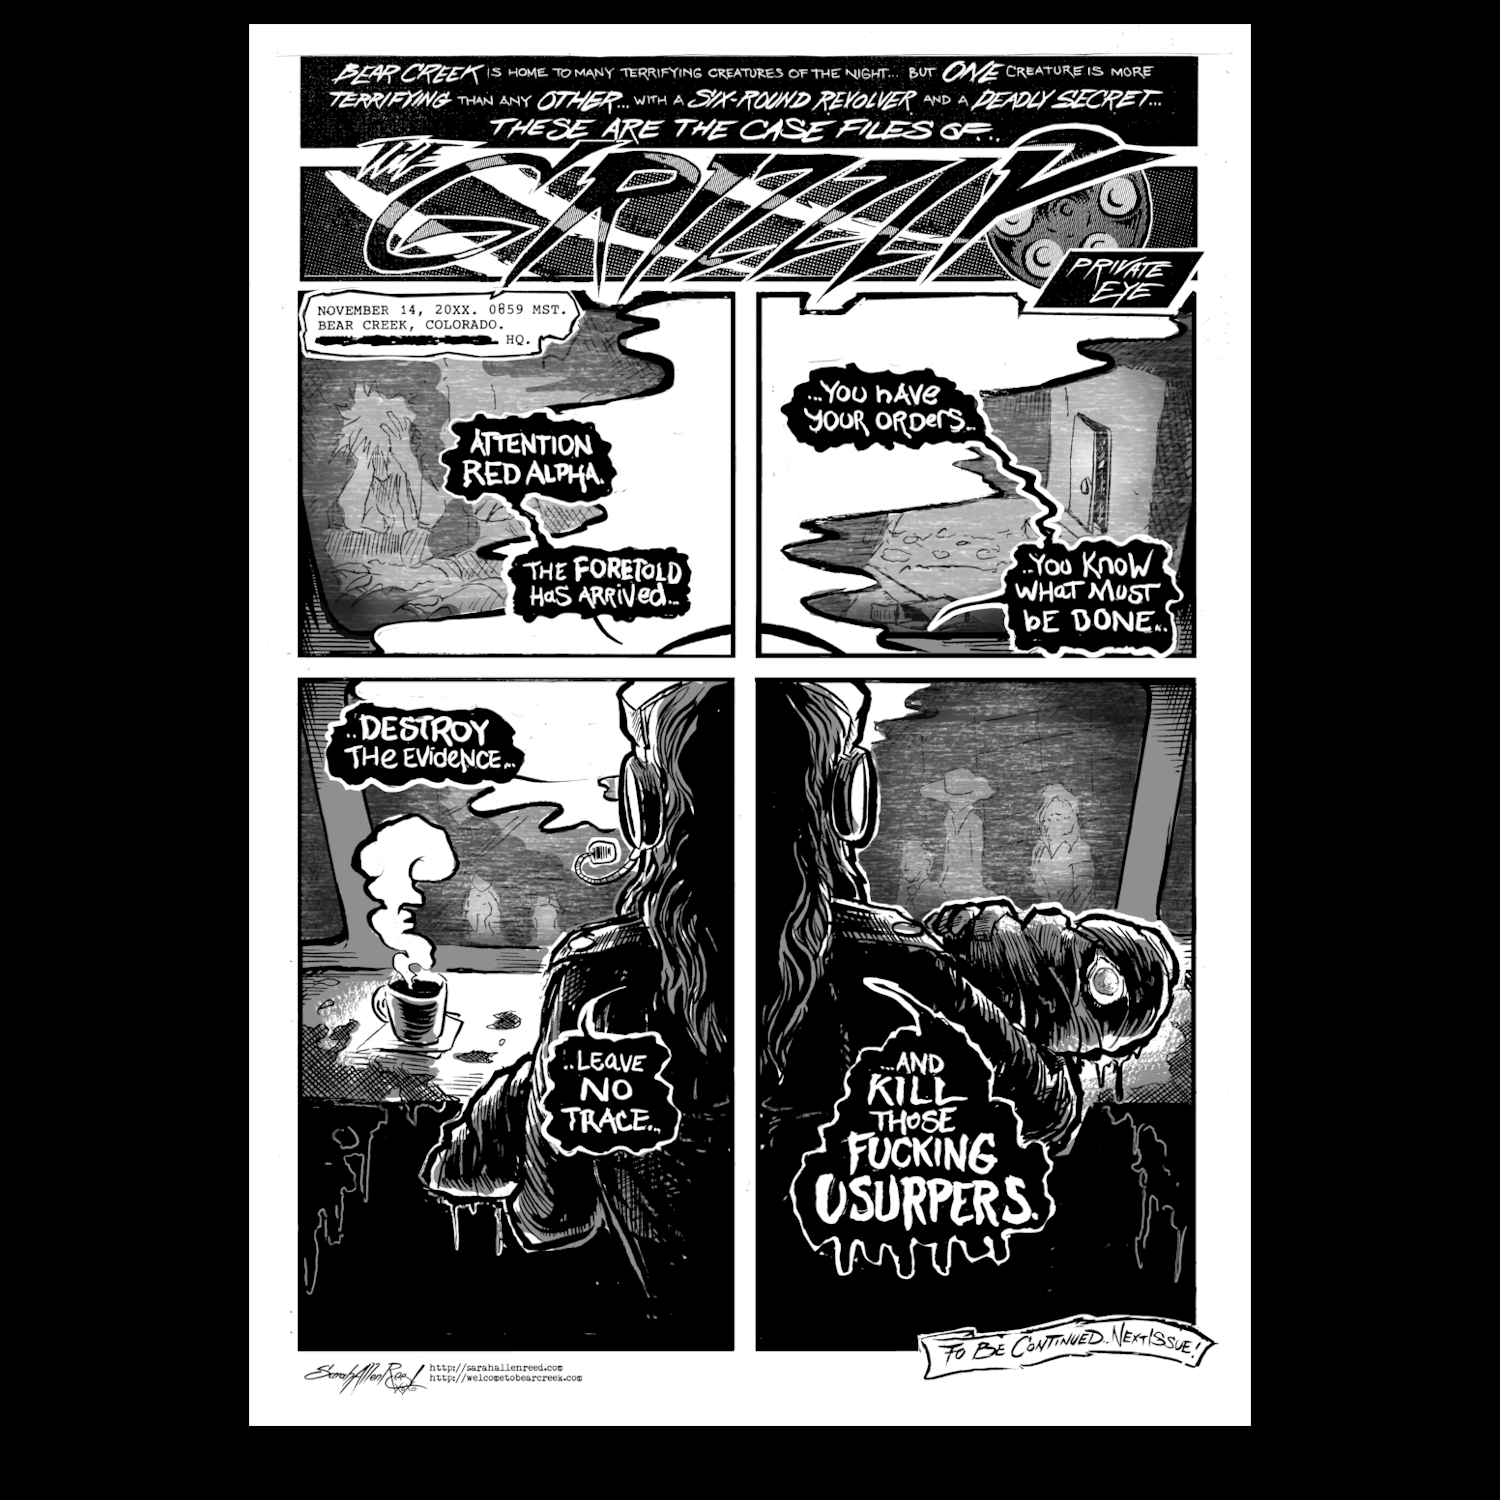 BEAR CREEK IS HOME TO MANY TERRIFYING CREATURES OF THE NIGHT... BUT ONE CREATURE IS MORE
TERRIFYING THAN ANY OTHER... WITH A SIX-ROUND REVOLVER AND A DEADLY SECRET...
THESE ARE THE CASE FILES OF...
THE GRIZZLY
PRIVATE
EYE
NOVEMBER 14, 20XX. 0859 MST.
BEAR CREEK, COLORADO.
HQ.
ATTENTION
RED ALPHA.
THE FORETOLD
HAS ARRIVED...
...YOU HAVE
YOUR ORDERS...
..YOU KNOW
WHAT MUST
BE DONE...
..DESTROY
THE EVIDENCE...
..LEAVE
NO
TRACE...
...AND
KILL
THOSE
FUCKING
USURPERS.
TO BE CONTINUED..NEXT ISSUE!
Sarah Allen Reed
xoxo
http://sarahallenreed.com
http://welcometobearcreek.com